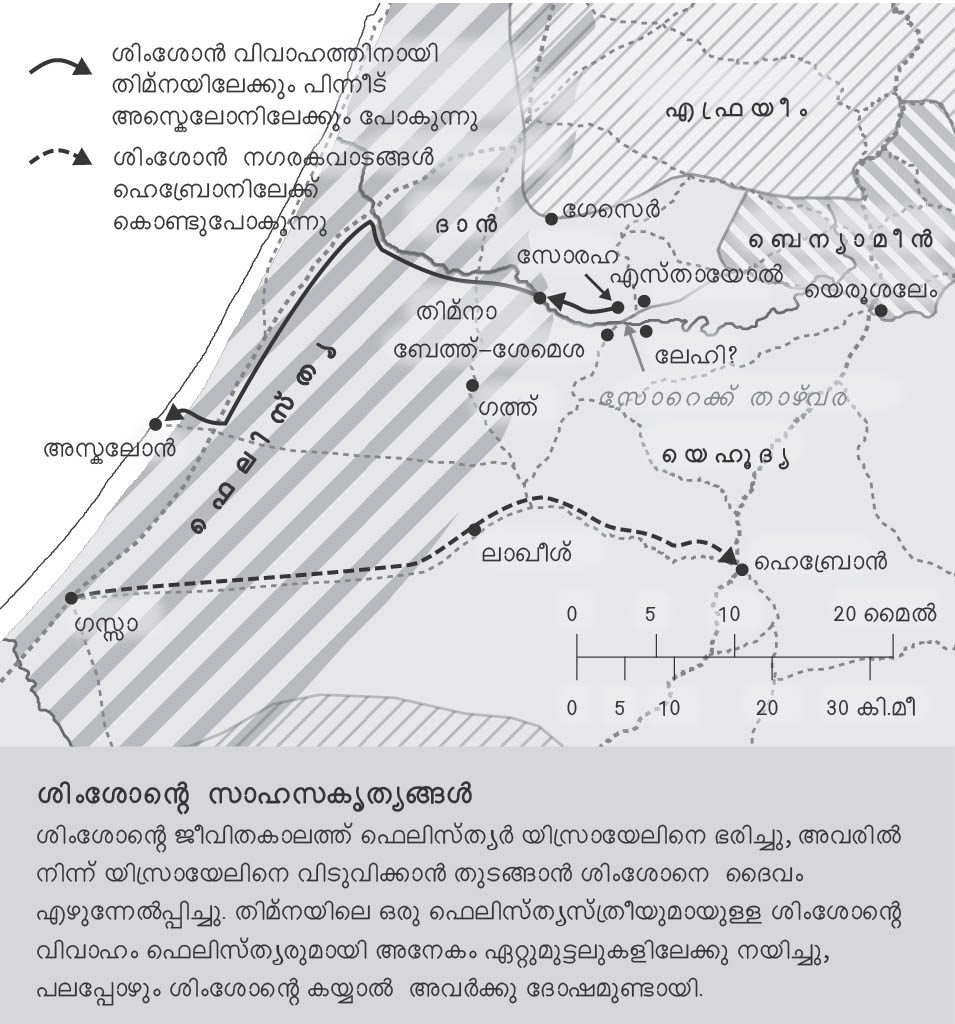 ശിംശോൻ വിവാഹത്തിനായി
തിമ്നയിലേക്കും പിന്നീട്
അസ്കെലോനിലേക്കും പോകുന്നു
ശിംശോൻ നഗരകവാടങ്ങൾ
ഹെബ്രോനിലേക്ക്
കൊണ്ടുപോകുന്നു
എഫ്രയീം
ഗേസെർ
ദാൻ
ബെന്യാമീൻ
സോരഹ
എസ്തായോൽ
യെരൂശലേം
തിമ്നാ
ബേത്ത്-ശേമെശ
ലേഹി?
ഗത്ത്
സോറെക്ക് താഴ്‌വര
ഫെലിസ്ത്യ
അസ്കലോൻ
യെഹൂദ്യ
ലാഖീശ്
ഹെബ്രോൻ
ഗസ്സാ
0 5 10 20 മൈൽ
0 5 10 20 30 കി.മീ
ശിംശോന്റെ സാഹസകൃത്യങ്ങൾ
ശിംശോന്റെ ജീവിതകാലത്ത് ഫെലിസ്ത്യർ യിസ്രായേലിനെ ഭരിച്ചു, അവരിൽ
നിന്ന് യിസ്രായേലിനെ വിടുവിക്കാൻ തുടങ്ങാൻ ശിംശോനെ ദൈവം
എഴുന്നേൽപ്പിച്ചു. തിമ്നയിലെ ഒരു ഫെലിസ്ത്യസ്ത്രീയുമായുള്ള ശിംശോന്റെ
വിവാഹം ഫെലിസ്ത്യരുമായി അനേകം ഏറ്റുമുട്ടലുകളിലേക്കു നയിച്ചു,
പലപ്പോഴും ശിംശോന്റെ കയ്യാൽ അവർക്കു ദോഷമുണ്ടായി.